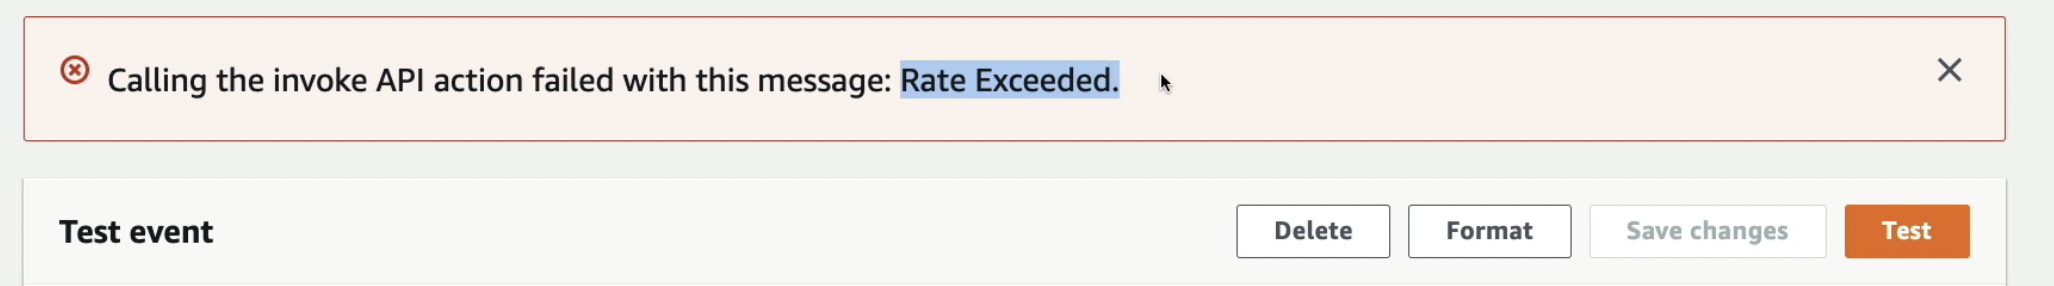 Calling the invoke API action failed with this message: Rate Exceeded.
Test event
Delete
Format
Save changes
Test